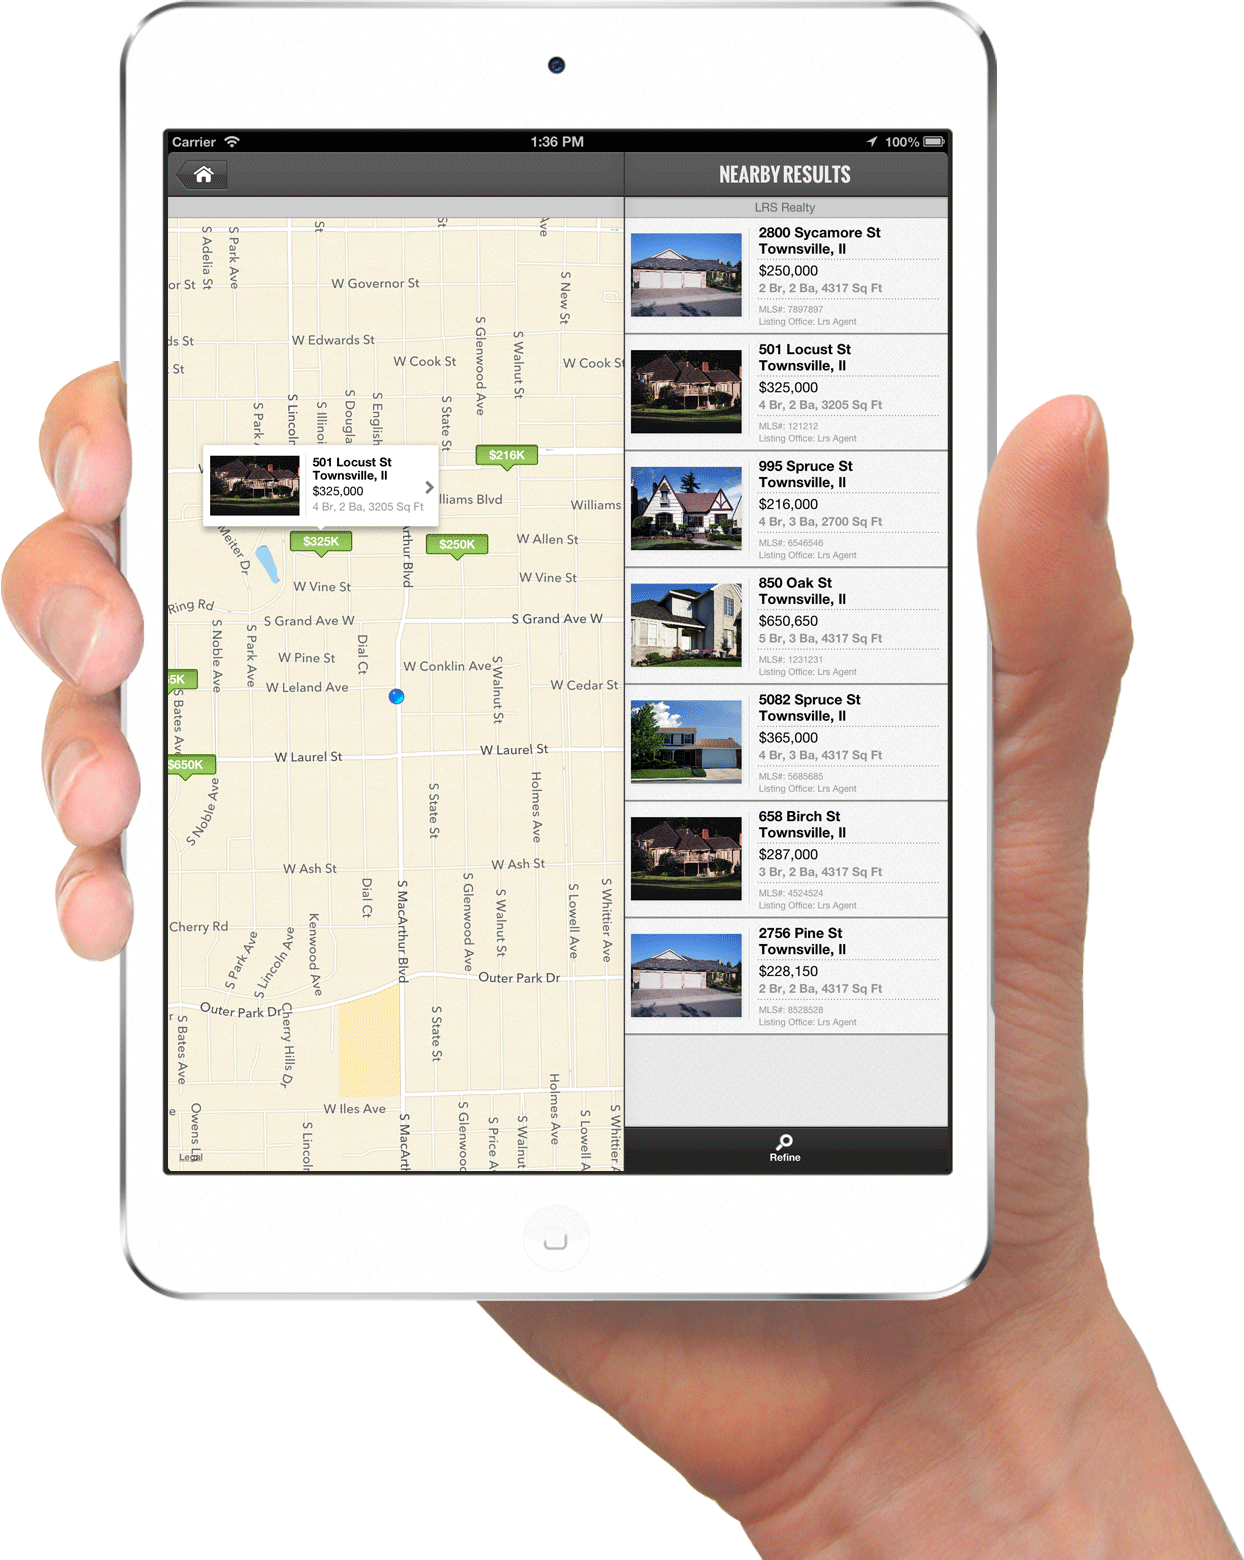 Carrier
1:36 PM
100%
NEARBY RESULTS
LRS Realty
2800 Sycamore St
Townsville, Il
$250,000
2 Br, 2 Ba, 4317 Sq Ft
MLS#: 7897897
Listing Office: Lrs Agent
501 Locust St
Townsville, Il
$325,000
4 Br, 2 Ba, 3205 Sq Ft
MLS#: 121212
Listing Office: Lrs Agent
995 Spruce St
Townsville, Il
$216,000
4 Br, 3 Ba, 2700 Sq Ft
MLS#: 6546546
Listing Office: Lrs Agent
850 Oak St
Townsville, Il
$650,650
5 Br, 3 Ba, 4317 Sq Ft
MLS#: 1231231
Listing Office: Lrs Agent
5082 Spruce St
Townsville, Il
$365,000
4 Br, 3 Ba, 4317 Sq Ft
MLS#: 5685685
Listing Office: Lrs Agent
658 Birch St
Townsville, Il
$287,000
3 Br, 2 Ba, 4317 Sq Ft
MLS#: 4524524
Listing Office: Lrs Agent
2756 Pine St
Townsville, Il
$228,150
2 Br, 2 Ba, 4317 Sq Ft
MLS#: 8528528
Listing Office: Lrs Agent
Refine
St
St
Ave
S Adelia St
S Park Ave
or St
W Governor St
S New St
ds St
W Edwards St
St
W Cook St
W Cook St
S Glenwood Ave
S Walnut St
S Park A
S Lincoln
S Illinoi
S Dougla
S English
S State St
501 Locust St
Townsville, Il
$325,000
4 Br, 2 Ba, 3205 Sq Ft
$216K
lliams Blvd
Williams
Meiter Dr
$325K
$250K
W Allen St
Arthur Blvd
W Vine St
W Vine St
Ring Rd
S Grand Ave W
S Grand Ave W
S Noble Ave
S Park Ave
Dial Ct
W Pine St
W Conklin Ave
S Walnut St
5K
W Leland Ave
W Cedar St
S Bates Ave
W Laurel St
W Laurel St
$650K
S Noble Ave
S State St
Holmes Ave
W Ash St
W Ash St
Dial Ct
S MacArthur Blvd
S Glenwood Ave
S Walnut St
S Lowell Ave
S Whittier Ave
Cherry Rd
S Park Ave
S Lincoln Ave
Kenwood Ave
Outer Park Dr
Outer Park Dr
S Bates Ave
Cherry Hills Dr
S State St
Holmes Ave
W Iles Ave
e
Owens L
S Lincoln
S MacArth
S Glenwood
S Price A
S Walnut
S Lowell
S Whittier A
Legal